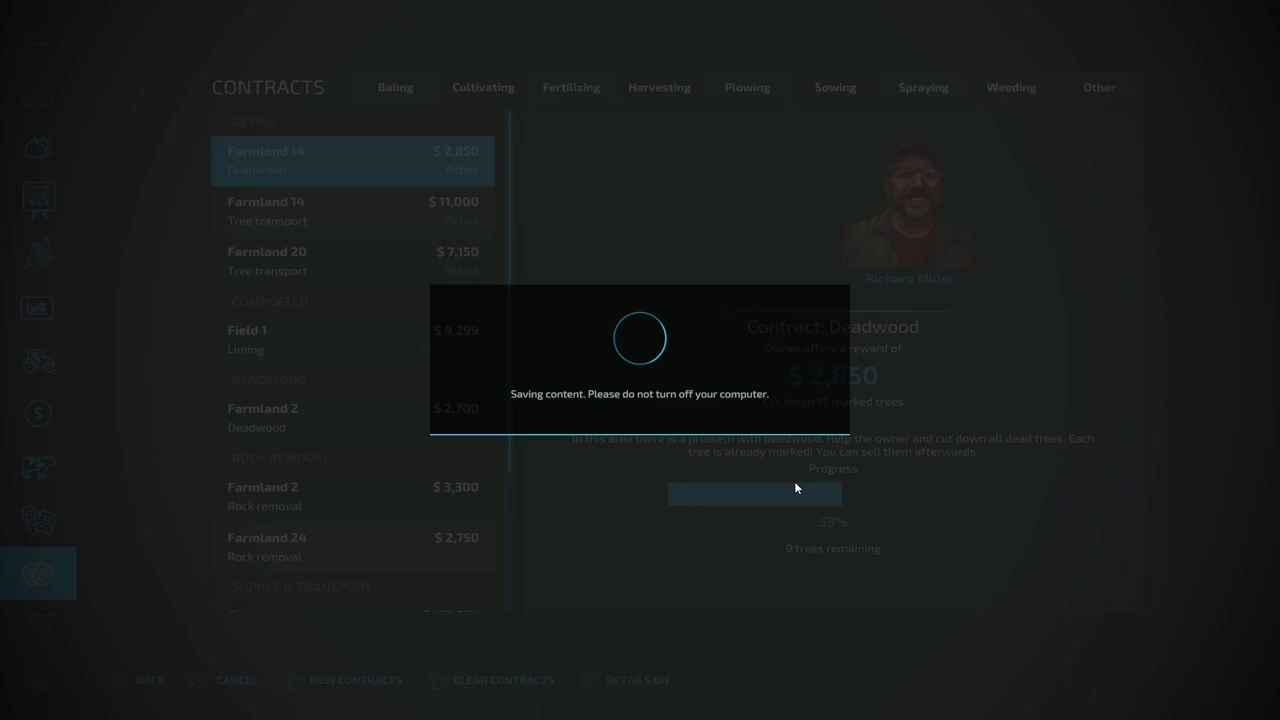 CONTRACTS
Baling
Cultivating
Fertilizing
Harvesting
Plowing
Sowing
Spraying
Weeding
Other
ACTIVE
Farmland 14 $ 2,850
Deadwood Active
Farmland 14 $ 11,000
Tree transport Active
Farmland 20 $ 7,150
Tree transport Active
COMPLETED
Field 1 $ 9,299
Liming
DEADWOOD
Farmland 2 $ 2,700
Deadwood
ROCK REMOVAL
Farmland 2 $ 3,300
Rock removal
Farmland 24 $ 2,750
Rock removal
SUPPLY & TRANSPORT
Richard Miller
Contract: Deadwood
Owner offers a reward of
$ 2,850
Cut down 19 marked trees
In this area there is a problem with deadwood. Help the owner and cut down all dead trees. Each
tree is already marked! You can sell them afterwards.
Progress
53%
9 trees remaining
Saving content. Please do not turn off your computer.
sell
BACK
CANCEL
NEW CONTRACTS
CLEAR CONTRACTS
DETAILS ON